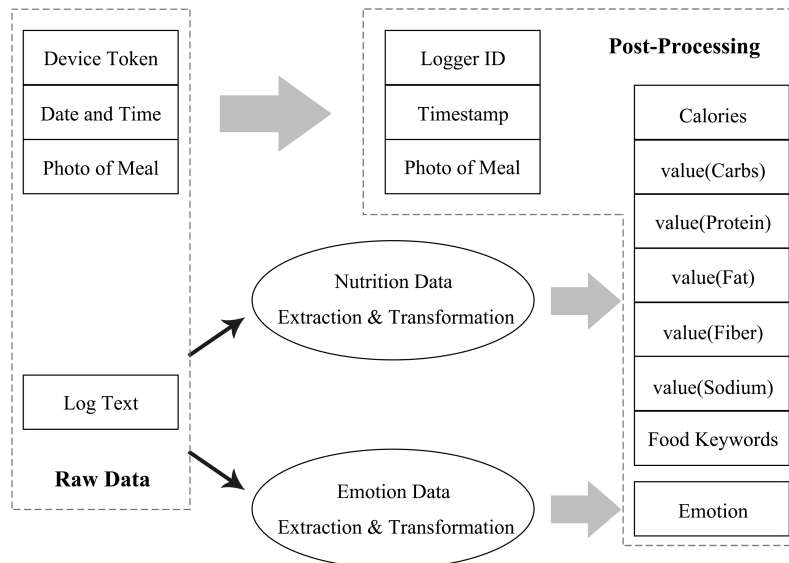 Device Token
Date and Time
Photo of Meal
Log Text
Raw Data
Nutrition Data
Extraction & Transformation
Emotion Data
Extraction & Transformation
Post-Processing
Logger ID
Timestamp
Photo of Meal
Calories
value(Carbs)
value(Protein)
value(Fat)
value(Fiber)
value(Sodium)
Food Keywords
Emotion